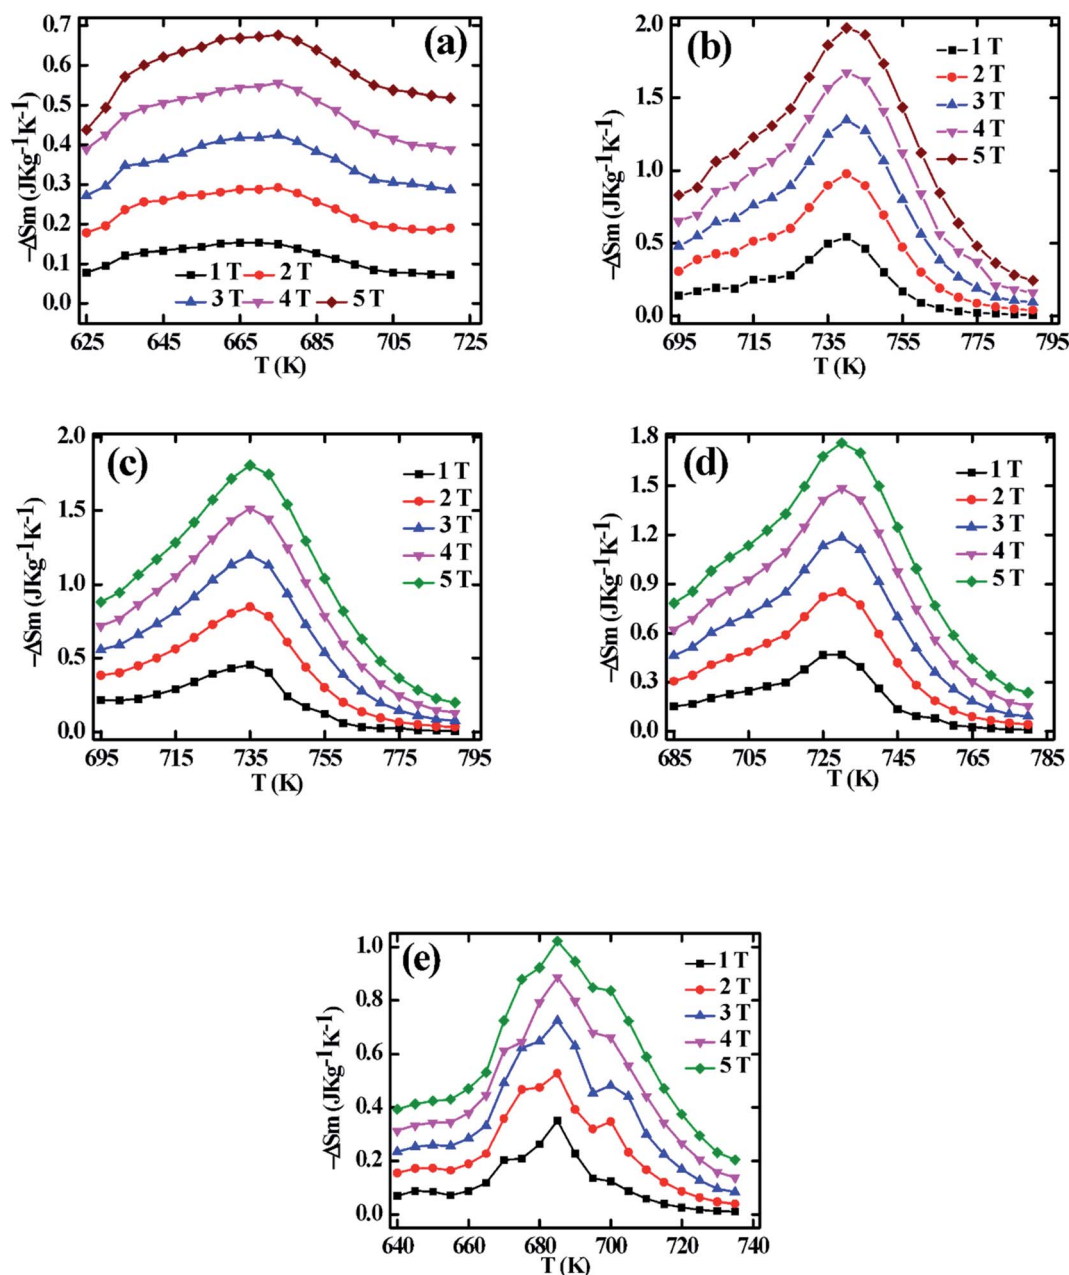 (a)
0.7
0.6
0.5
0.4
0.3
0.2
0.1
0.0
−ΔSm (JKg⁻¹K⁻¹)
1 T 2 T
3 T 4 T 5 T
625 645 665 685 705 725
T (K)
(b)
2.0
1.5
1.0
0.5
0.0
−ΔSm (JKg⁻¹K⁻¹)
1 T
2 T
3 T
4 T
5 T
695 715 735 755 775 795
T (K)
(c)
2.0
1.5
1.0
0.5
0.0
−ΔSm (JKg⁻¹K⁻¹)
1 T
2 T
3 T
4 T
5 T
695 715 735 755 775 795
T (K)
(d)
1.8
1.5
1.2
0.9
0.6
0.3
0.0
−ΔSm (JKg⁻¹K⁻¹)
1 T
2 T
3 T
4 T
5 T
685 705 725 745 765 785
T (K)
(e)
1.0
0.8
0.6
0.4
0.2
0.0
−ΔSm (JKg⁻¹K⁻¹)
1 T
2 T
3 T
4 T
5 T
640 660 680 700 720 740
T (K)